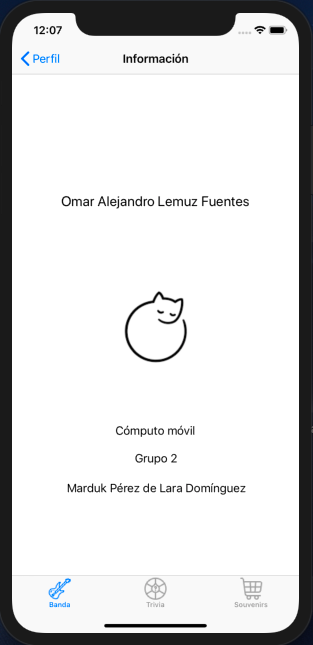 12:07
Perfil Información
Omar Alejandro Lemuz Fuentes
Cómputo móvil
Grupo 2
Marduk Pérez de Lara Domínguez
Banda Trivia Souvenirs